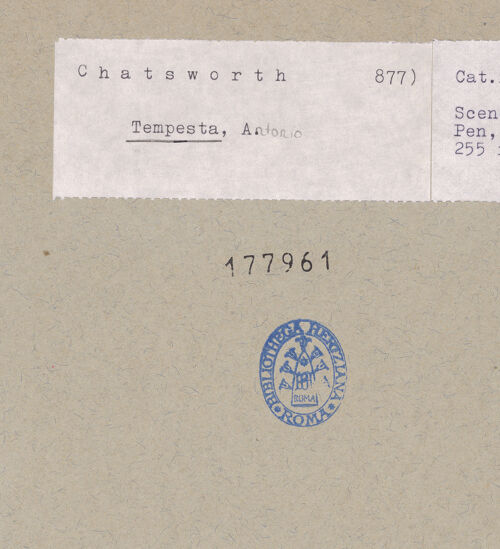 Chatsworth 877)
Tempesta, Antonio
Cat.
Scen
Pen,
255
177961
BIBLIOTHECA HERTZIANA
ROMA
ROMA